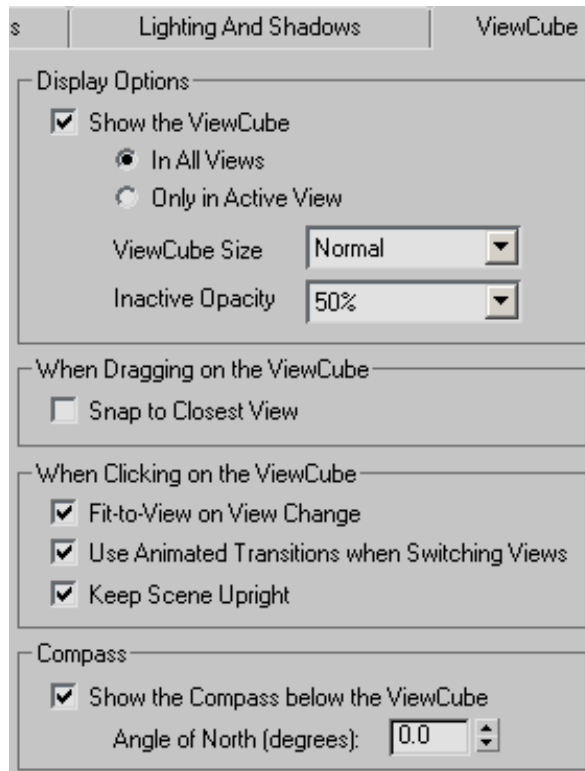 s Lighting And Shadows ViewCube
Display Options
Show the ViewCube
In All Views
Only in Active View
ViewCube Size Normal
Inactive Opacity 50%
When Dragging on the ViewCube
Snap to Closest View
When Clicking on the ViewCube
Fit-to-View on View Change
Use Animated Transitions when Switching Views
Keep Scene Upright
Compass
Show the Compass below the ViewCube
Angle of North (degrees): 0.0